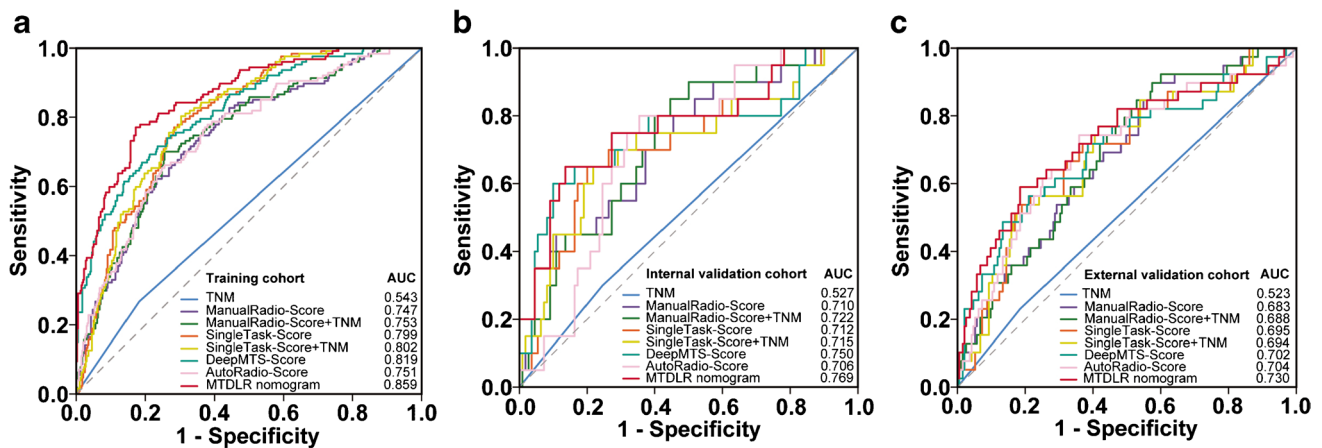 a
Sensitivity
1.0
0.8
0.6
0.4
0.2
0.0
Training cohort AUC
TNM 0.543
ManualRadio-Score 0.747
ManualRadio-Score+TNM 0.753
SingleTask-Score 0.799
SingleTask-Score+TNM 0.802
DeepMTS-Score 0.819
AutoRadio-Score 0.751
MTDLR nomogram 0.859
0.0 0.2 0.4 0.6 0.8 1.0
1 - Specificity
b
Sensitivity
1.0
0.8
0.6
0.4
0.2
0.0
Internal validation cohort AUC
TNM 0.527
ManualRadio-Score 0.710
ManualRadio-Score+TNM 0.722
SingleTask-Score 0.712
SingleTask-Score+TNM 0.715
DeepMTS-Score 0.750
AutoRadio-Score 0.706
MTDLR nomogram 0.769
0.0 0.2 0.4 0.6 0.8 1.0
1 - Specificity
c
Sensitivity
1.0
0.8
0.6
0.4
0.2
0.0
External validation cohort AUC
TNM 0.523
ManualRadio-Score 0.683
ManualRadio-Score+TNM 0.688
SingleTask-Score 0.695
SingleTask-Score+TNM 0.694
DeepMTS-Score 0.702
AutoRadio-Score 0.704
MTDLR nomogram 0.730
0.0 0.2 0.4 0.6 0.8 1.0
1 - Specificity